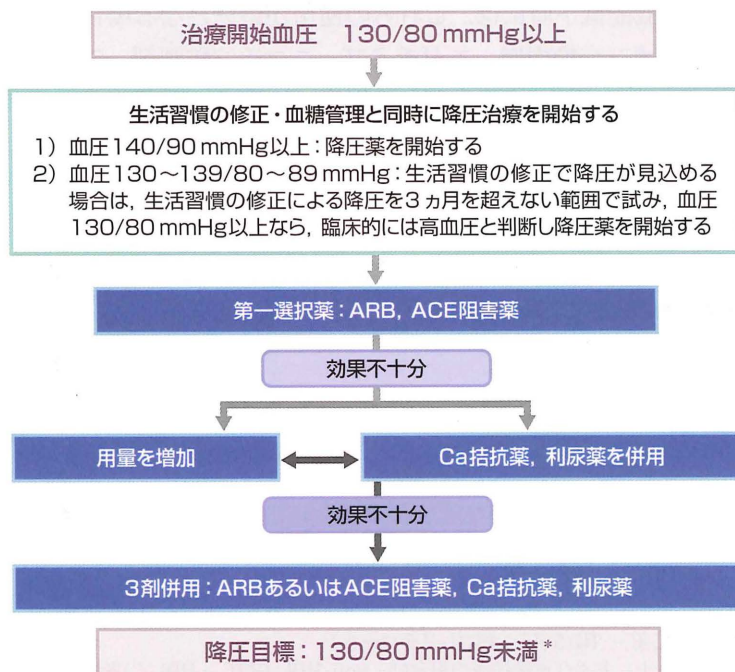 治療開始血圧 130/80 mmHg以上
生活習慣の修正・血糖管理と同時に降圧治療を開始する
1）血圧140/90 mmHg以上：降圧薬を開始する
2）血圧130〜139/80〜89 mmHg：生活習慣の修正で降圧が見込める
場合は, 生活習慣の修正による降圧を3ヵ月を超えない範囲で試み, 血圧
130/80 mmHg以上なら, 臨床的には高血圧と判断し降圧薬を開始する
第一選択薬：ARB, ACE阻害薬
効果不十分
用量を増加
Ca拮抗薬, 利尿薬を併用
効果不十分
3剤併用：ARBあるいはACE阻害薬, Ca拮抗薬, 利尿薬
降圧目標：130/80 mmHg未満*